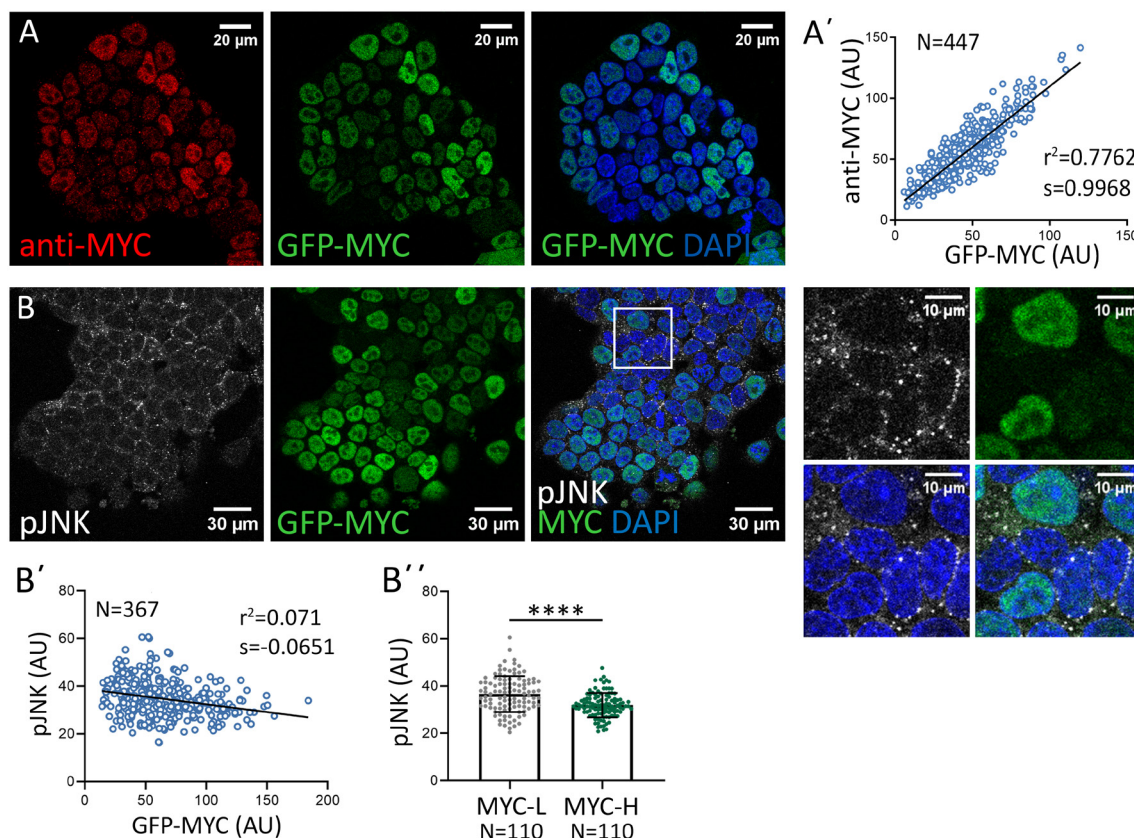 A
20 µm
anti-MYC
20 µm
GFP-MYC
20 µm
GFP-MYC DAPI
A´
150
100
50
0
anti-MYC (AU)
N=447
r²=0.7762
s=0.9968
0 50 100 150
GFP-MYC (AU)
B
pJNK
30 µm
GFP-MYC
30 µm
pJNK
MYC DAPI
30 µm
10 µm
10 µm
10 µm
10 µm
B´
80
60
40
20
0
pJNK (AU)
N=367
r²=0.071
s=-0.0651
0 50 100 150 200
GFP-MYC (AU)
B´´
80
60
40
20
0
pJNK (AU)
****
MYC-L MYC-H
N=110 N=110